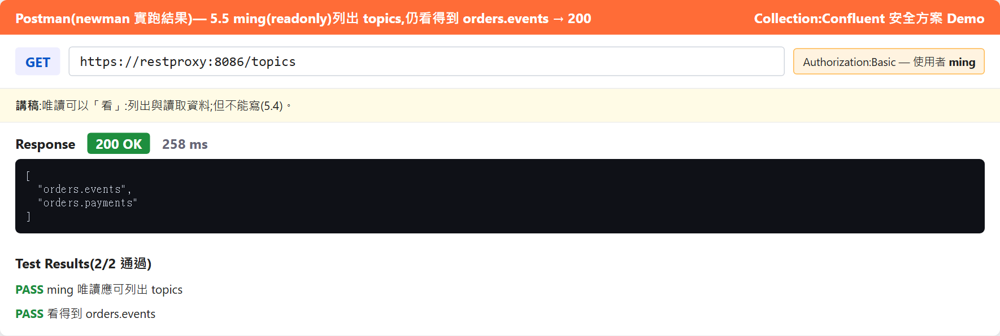 Postman(newman 實跑結果)— 5.5 ming(readonly)列出 topics,仍看得到 orders.events → 200
Collection:Confluent 安全方案 Demo
GET
https://restproxy:8086/topics
Authorization:Basic — 使用者 ming
講稿:唯讀可以「看」:列出與讀取資料;但不能寫(5.4)。
Response 200 OK 258 ms
[
"orders.events",
"orders.payments"
]
Test Results(2/2 通過)
PASS ming 唯讀應可列出 topics
PASS 看得到 orders.events